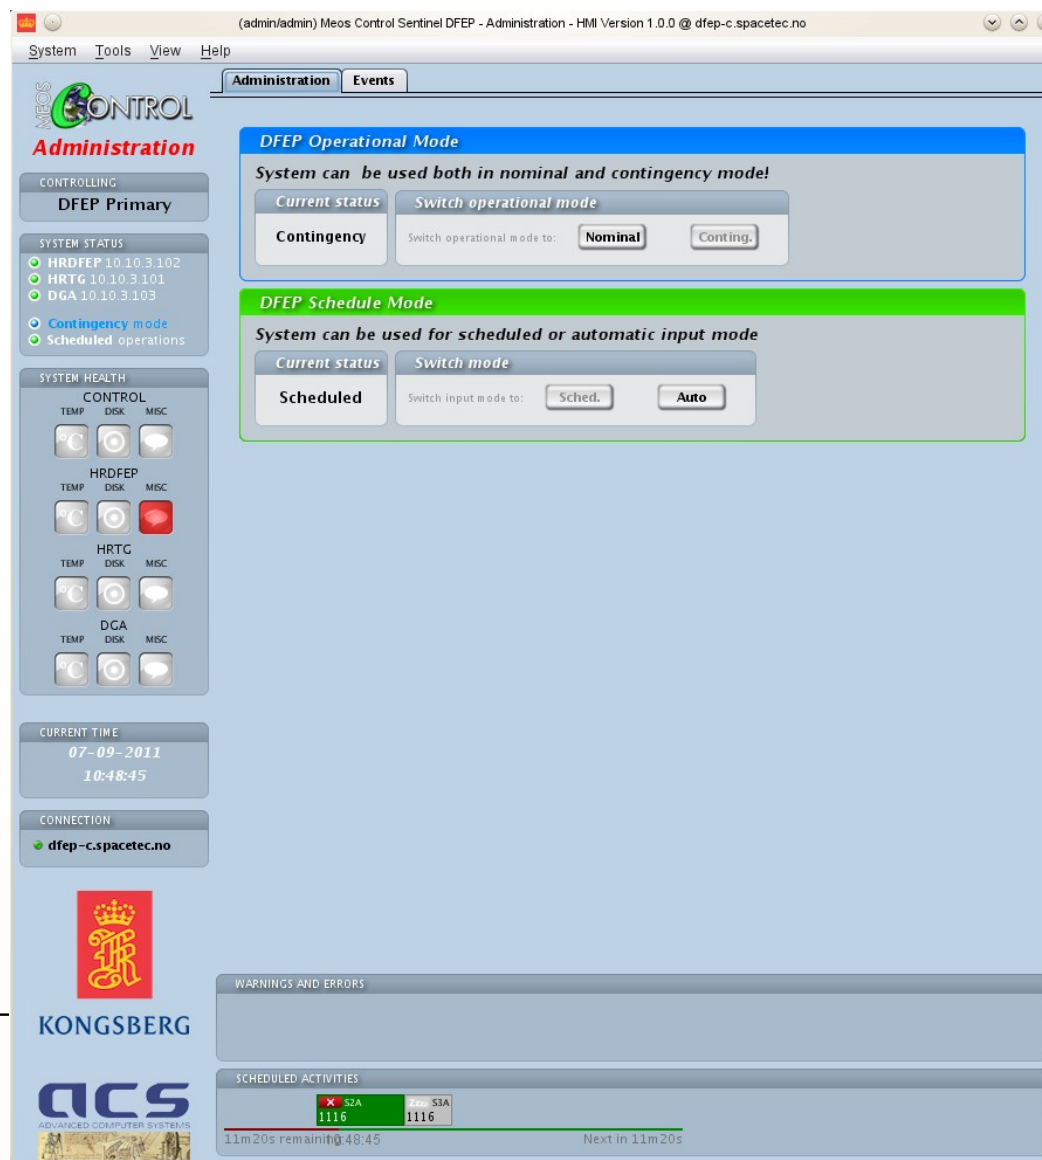 (admin/admin) Meos Control Sentinel DFEP - Administration - HMI Version 1.0.0 @ dfep-c.spacetec.no
System Tools View Help
MEOS CONTROL
Administration
CONTROLLING
DFEP Primary
SYSTEM STATUS
HRDFEP 10.10.3.102
HRTG 10.10.3.101
DGA 10.10.3.103
Contingency mode
Scheduled operations
SYSTEM HEALTH
CONTROL
TEMP DISK MISC
°C
HRDFEP
TEMP DISK MISC
°C
HRTG
TEMP DISK MISC
°C
DGA
TEMP DISK MISC
°C
CURRENT TIME
07-09-2011
10:48:45
CONNECTION
dfep-c.spacetec.no
KONGSBERG
acs
ADVANCED COMPUTER SYSTEMS
Administration Events
DFEP Operational Mode
System can be used both in nominal and contingency mode!
Current status Switch operational mode
Contingency Switch operational mode to: Nominal Conting.
DFEP Schedule Mode
System can be used for scheduled or automatic input mode
Current status Switch mode
Scheduled Switch input mode to: Sched. Auto
WARNINGS AND ERRORS
SCHEDULED ACTIVITIES
S2A Zzz. S3A
1116 1116
11m20s remaining :48:45 Next in 11m20s